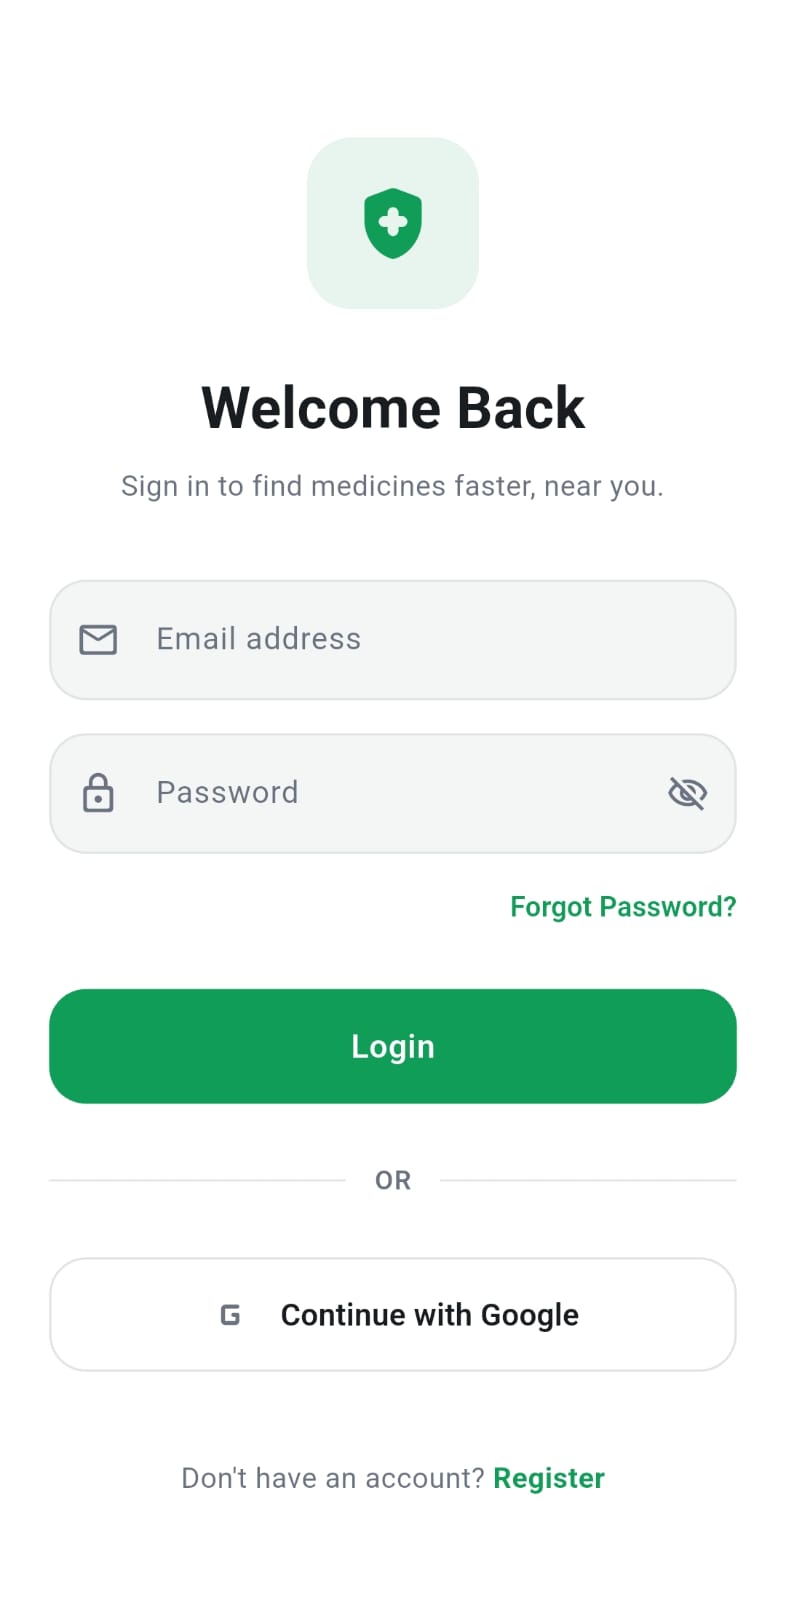 Welcome Back
Sign in to find medicines faster, near you.
Email address
Password
Forgot Password?
Login
OR
G Continue with Google
Don't have an account? Register